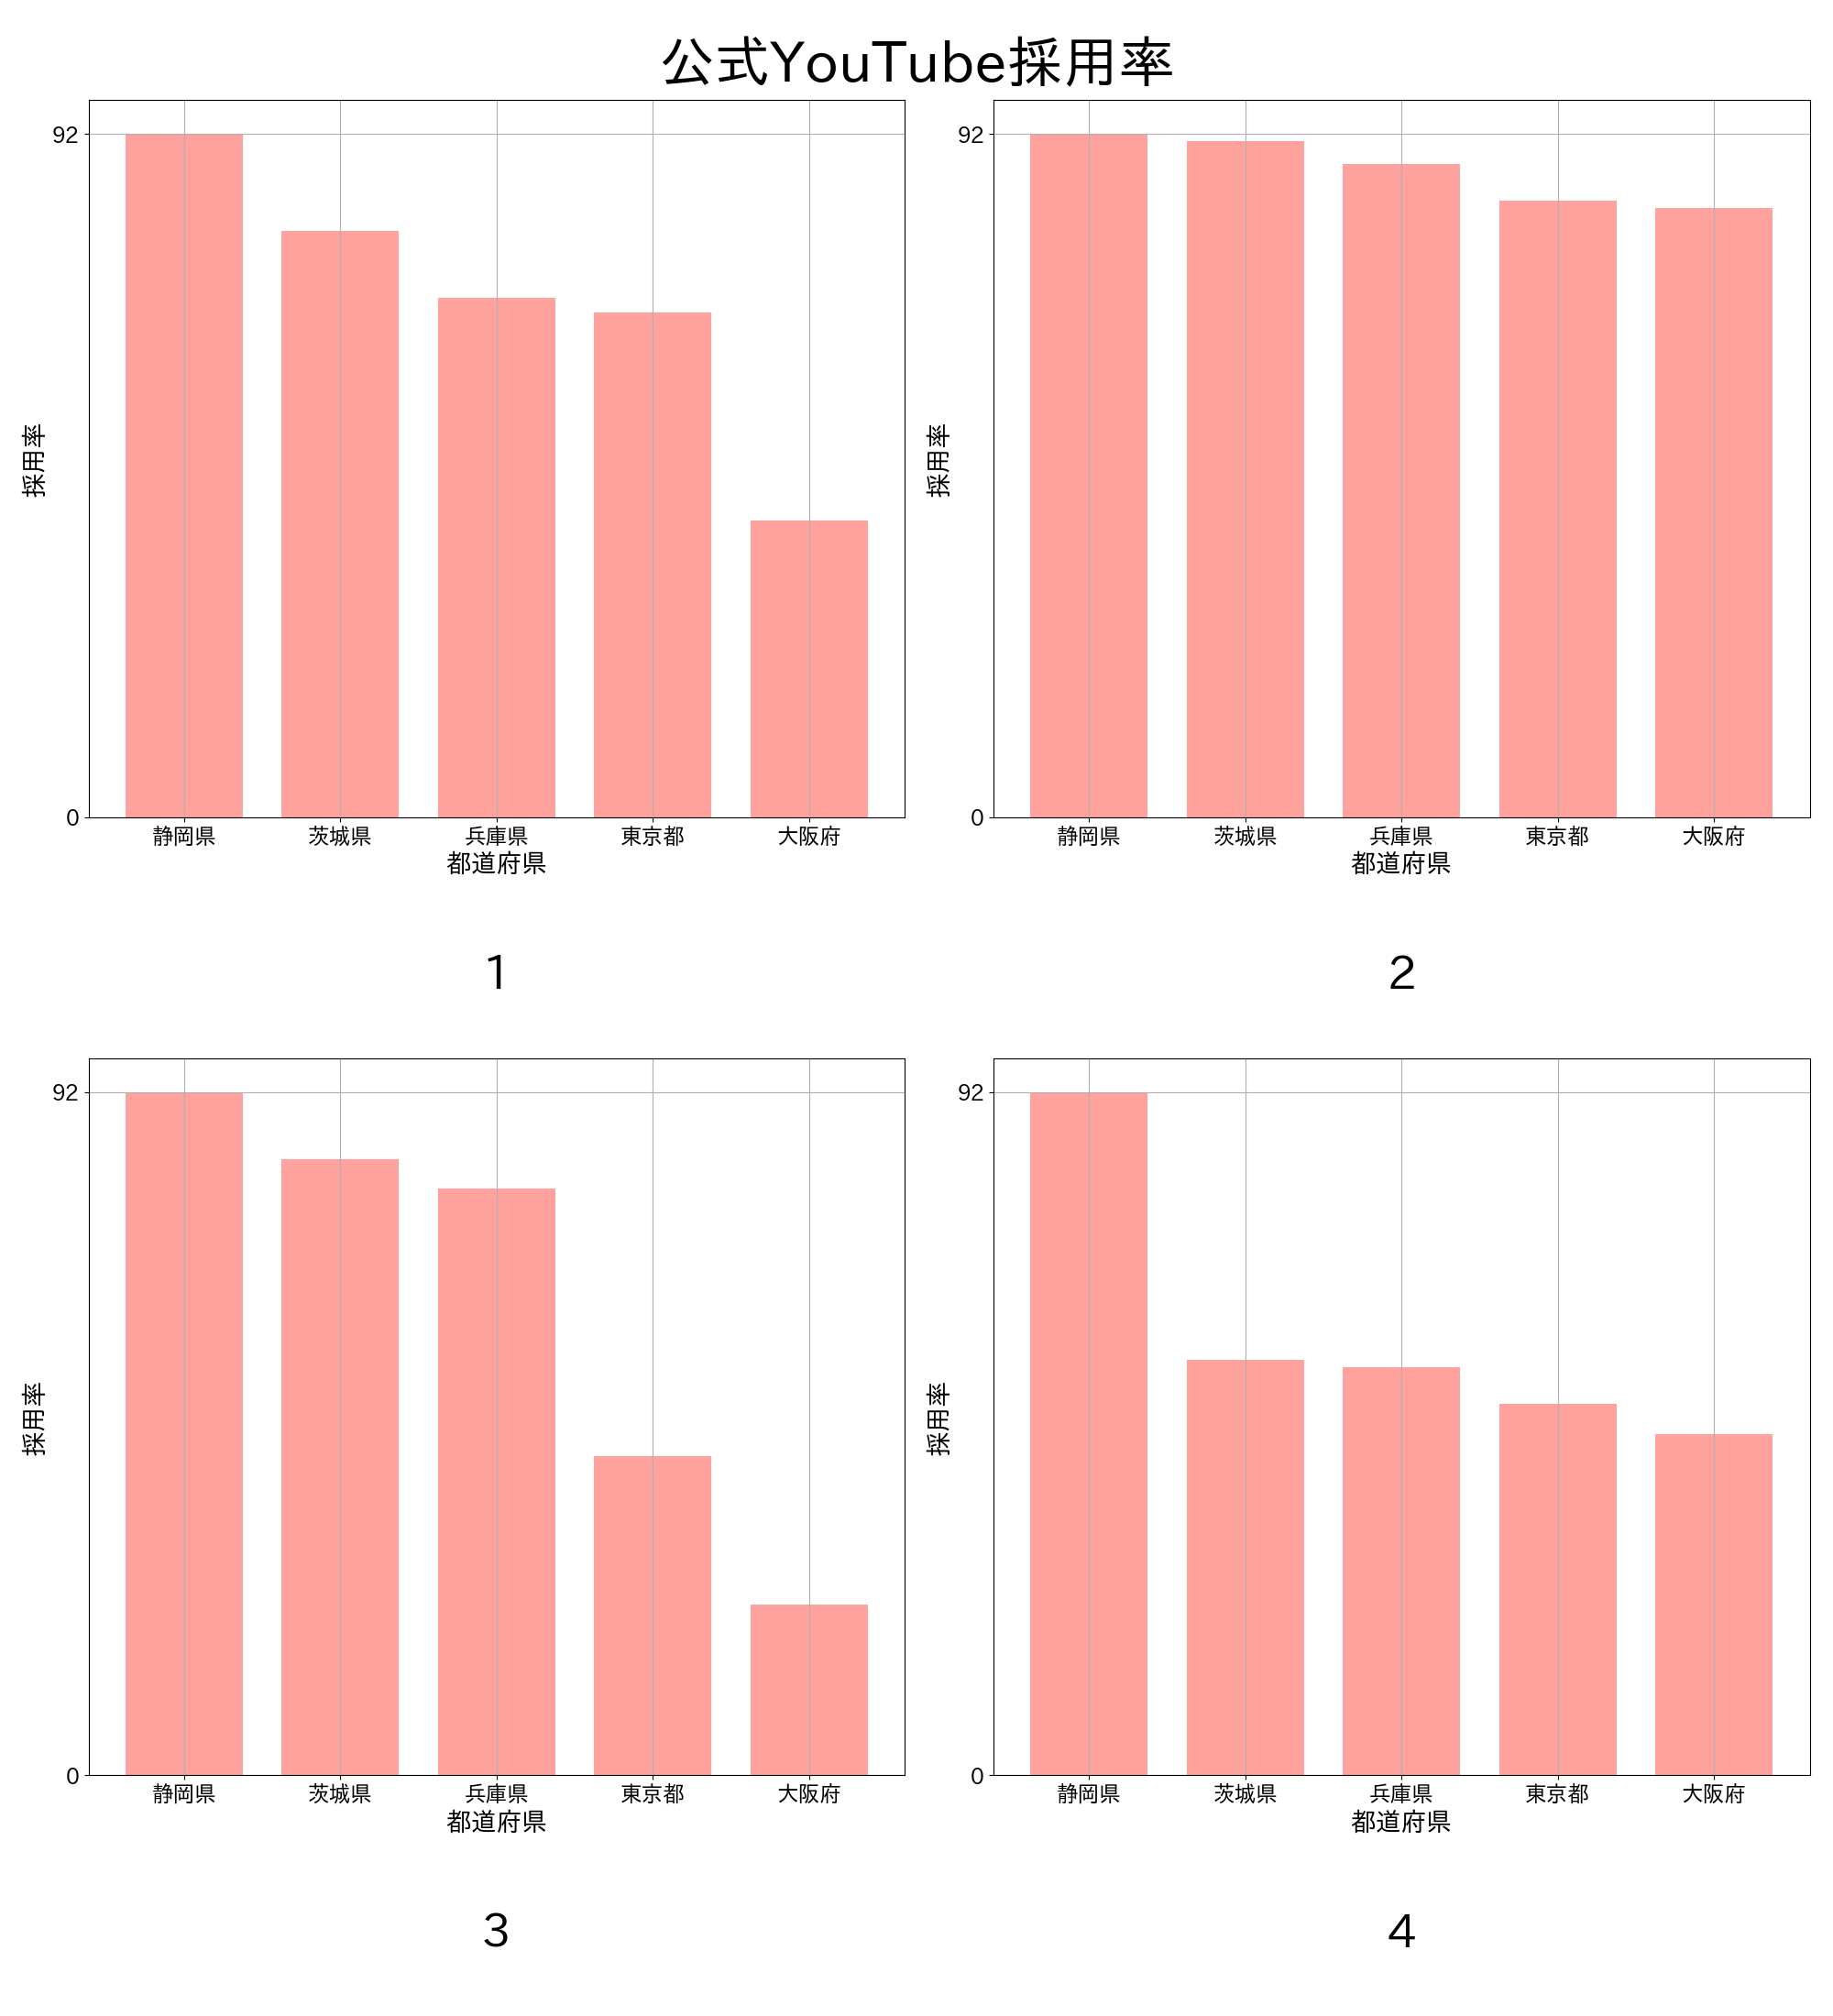 公式YouTube採用率
92
0
採用率
静岡県 茨城県 兵庫県 東京都 大阪府
都道府県
1
92
0
採用率
静岡県 茨城県 兵庫県 東京都 大阪府
都道府県
2
92
0
採用率
静岡県 茨城県 兵庫県 東京都 大阪府
都道府県
3
92
0
採用率
静岡県 茨城県 兵庫県 東京都 大阪府
都道府県
4